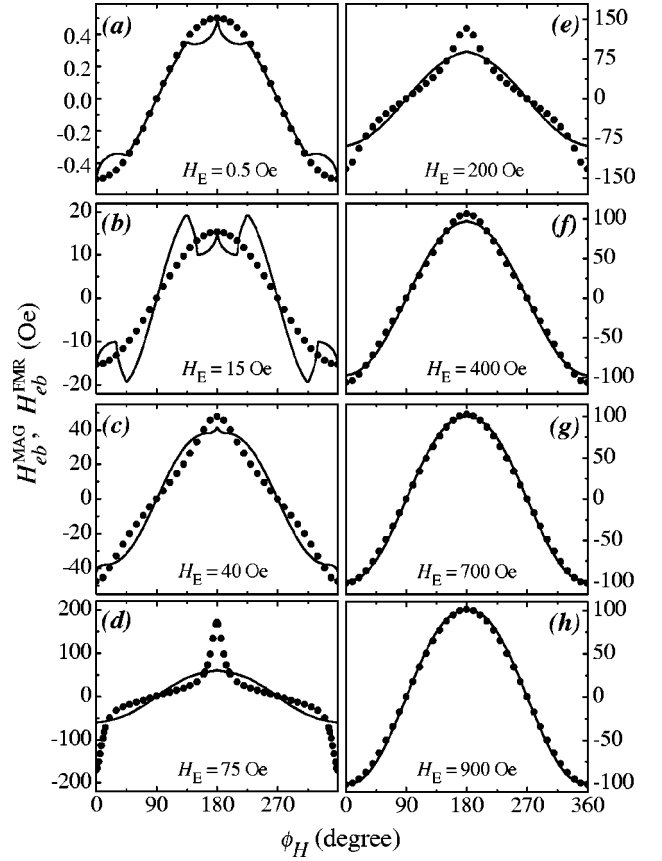 (a)
0.4
0.2
0.0
-0.2
-0.4
H_E = 0.5 Oe
(b)
20
10
0
-10
-20
H_E = 15 Oe
(c)
40
20
0
-20
-40
H_E = 40 Oe
(d)
200
100
0
-100
-200
H_E = 75 Oe
0 90 180 270
(e)
150
75
0
-75
-150
H_E = 200 Oe
(f)
100
50
0
-50
-100
H_E = 400 Oe
(g)
100
50
0
-50
-100
H_E = 700 Oe
(h)
100
50
0
-50
-100
H_E = 900 Oe
0 90 180 270 360
H_eb^MAG, H_eb^FMR (Oe)
ϕ_H (degree)